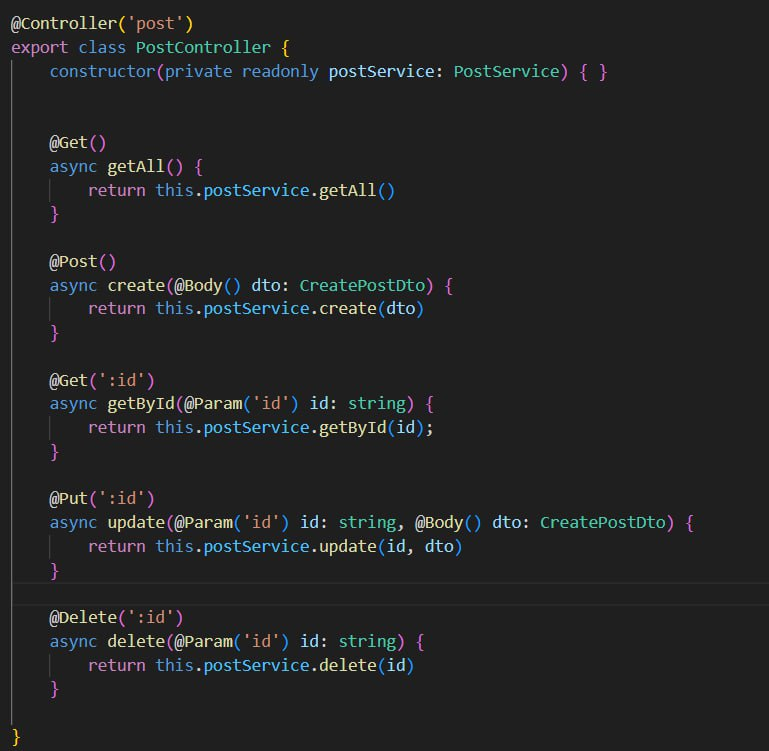 @Controller('post')
export class PostController {
    constructor(private readonly postService: PostService) { }
    @Get()
    async getAll() {
        return this.postService.getAll()
    }
    @Post()
    async create(@Body() dto: CreatePostDto) {
        return this.postService.create(dto)
    }
    @Get(':id')
    async getById(@Param('id') id: string) {
        return this.postService.getById(id);
    }
    @Put(':id')
    async update(@Param('id') id: string, @Body() dto: CreatePostDto) {
        return this.postService.update(id, dto)
    }
    @Delete(':id')
    async delete(@Param('id') id: string) {
        return this.postService.delete(id)
    }
}